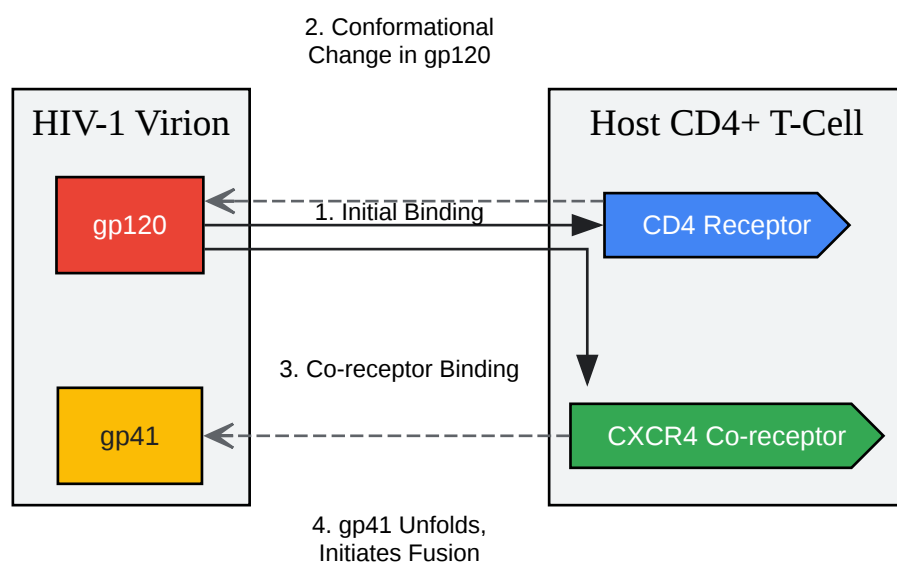 2. Conformational
Change in gp120
HIV-1 Virion
Host CD4+ T-Cell
gp120
1. Initial Binding
CD4 Receptor
3. Co-receptor Binding
gp41
CXCR4 Co-receptor
4. gp41 Unfolds,
Initiates Fusion